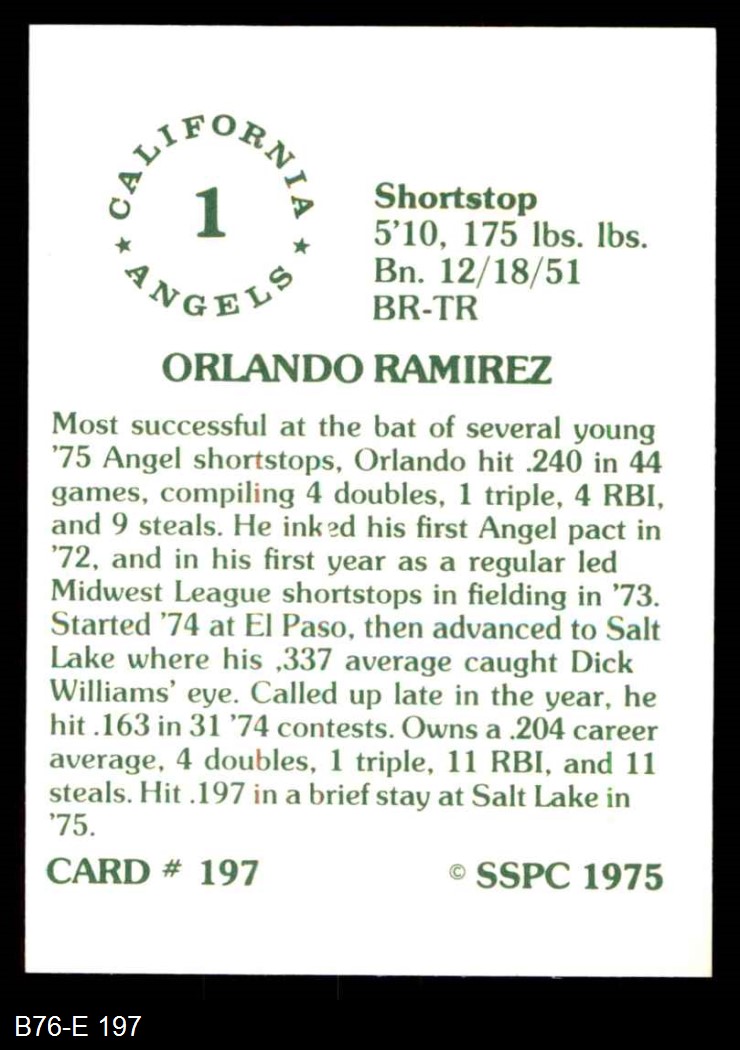 CALIFORNIA
1
★ ANGELS ★
Shortstop
5'10, 175 lbs. lbs.
Bn. 12/18/51
BR-TR
ORLANDO RAMIREZ
Most successful at the bat of several young
'75 Angel shortstops, Orlando hit .240 in 44
games, compiling 4 doubles, 1 triple, 4 RBI,
and 9 steals. He inked his first Angel pact in
'72, and in his first year as a regular led
Midwest League shortstops in fielding in '73.
Started '74 at El Paso, then advanced to Salt
Lake where his ,337 average caught Dick
Williams' eye. Called up late in the year, he
hit .163 in 31 '74 contests. Owns a .204 career
average, 4 doubles, 1 triple, 11 RBI, and 11
steals. Hit .197 in a brief stay at Salt Lake in
'75.
CARD # 197
© SSPC 1975
B76-E 197